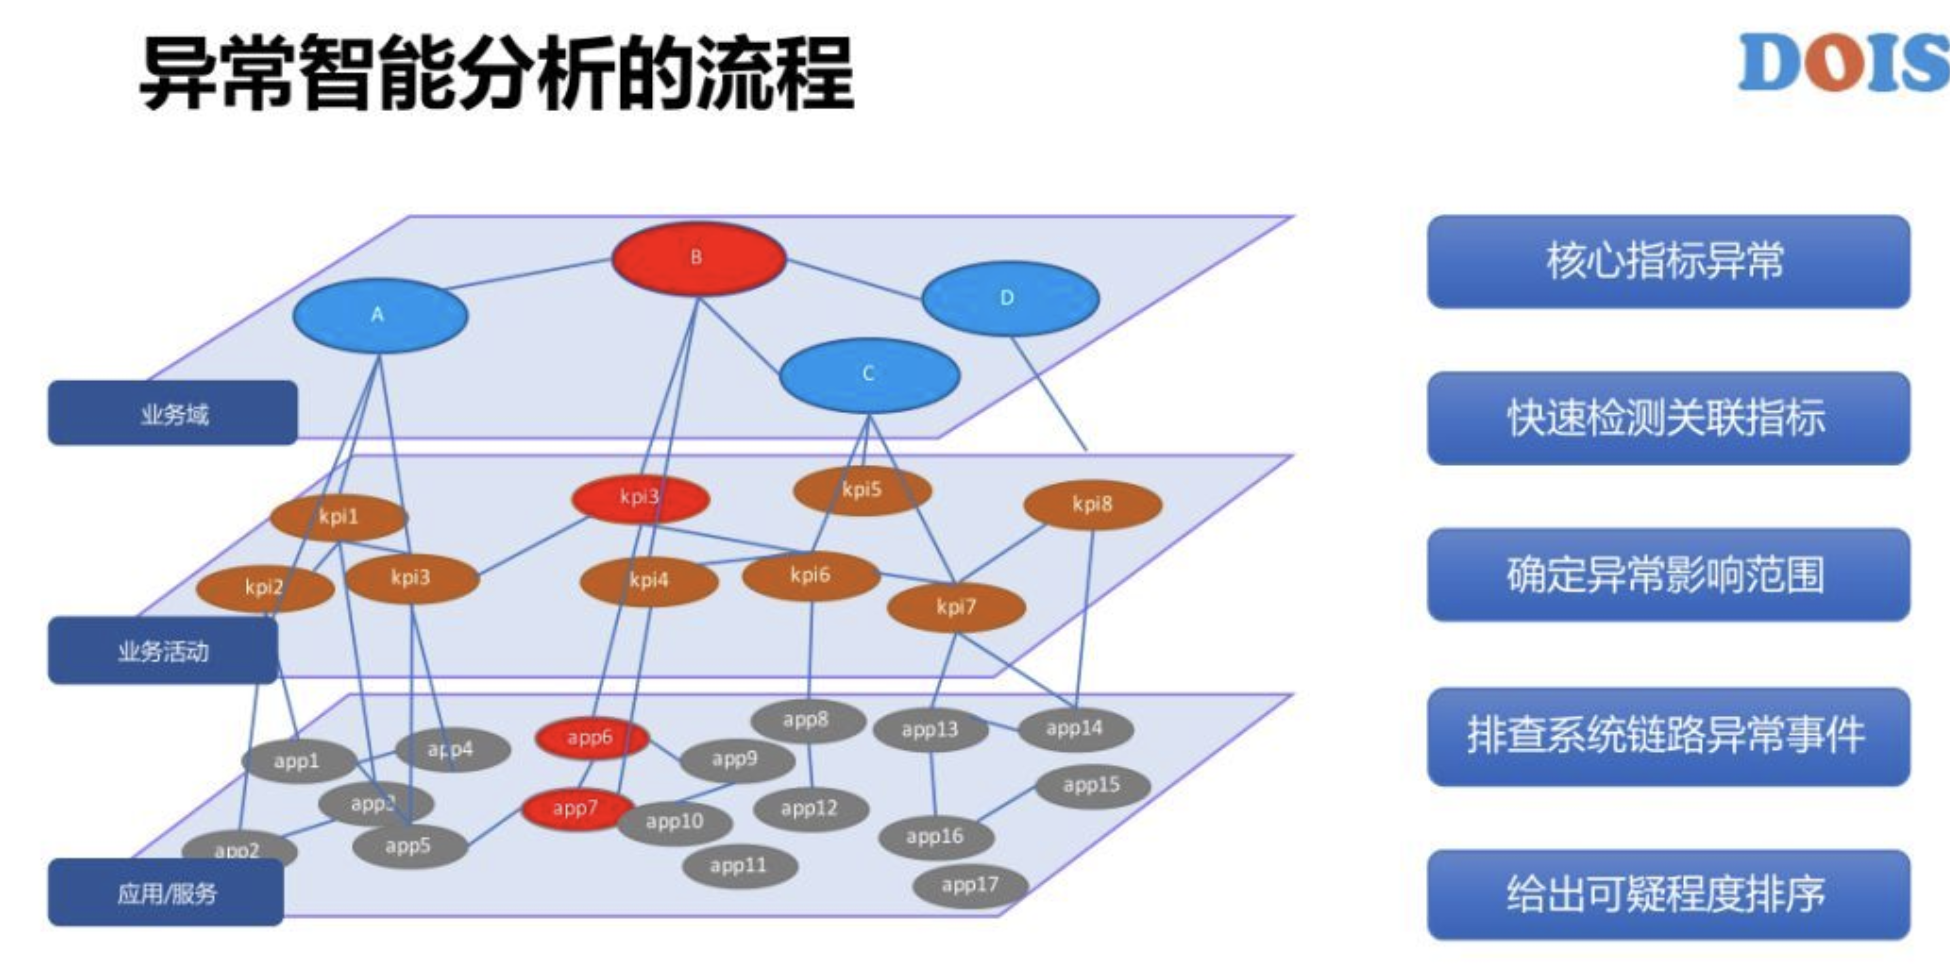 异常智能分析的流程
DOIS
B
A
D
C
业务域
kpi1
kpi3
kpi5
kpi8
kpi2
kpi3
kpi4
kpi6
kpi7
业务活动
app1
app4
app6
app9
app8
app13
app14
app3
app7
app10
app12
app15
app2
app5
app11
app16
app17
应用/服务
核心指标异常
快速检测关联指标
确定异常影响范围
排查系统链路异常事件
给出可疑程度排序